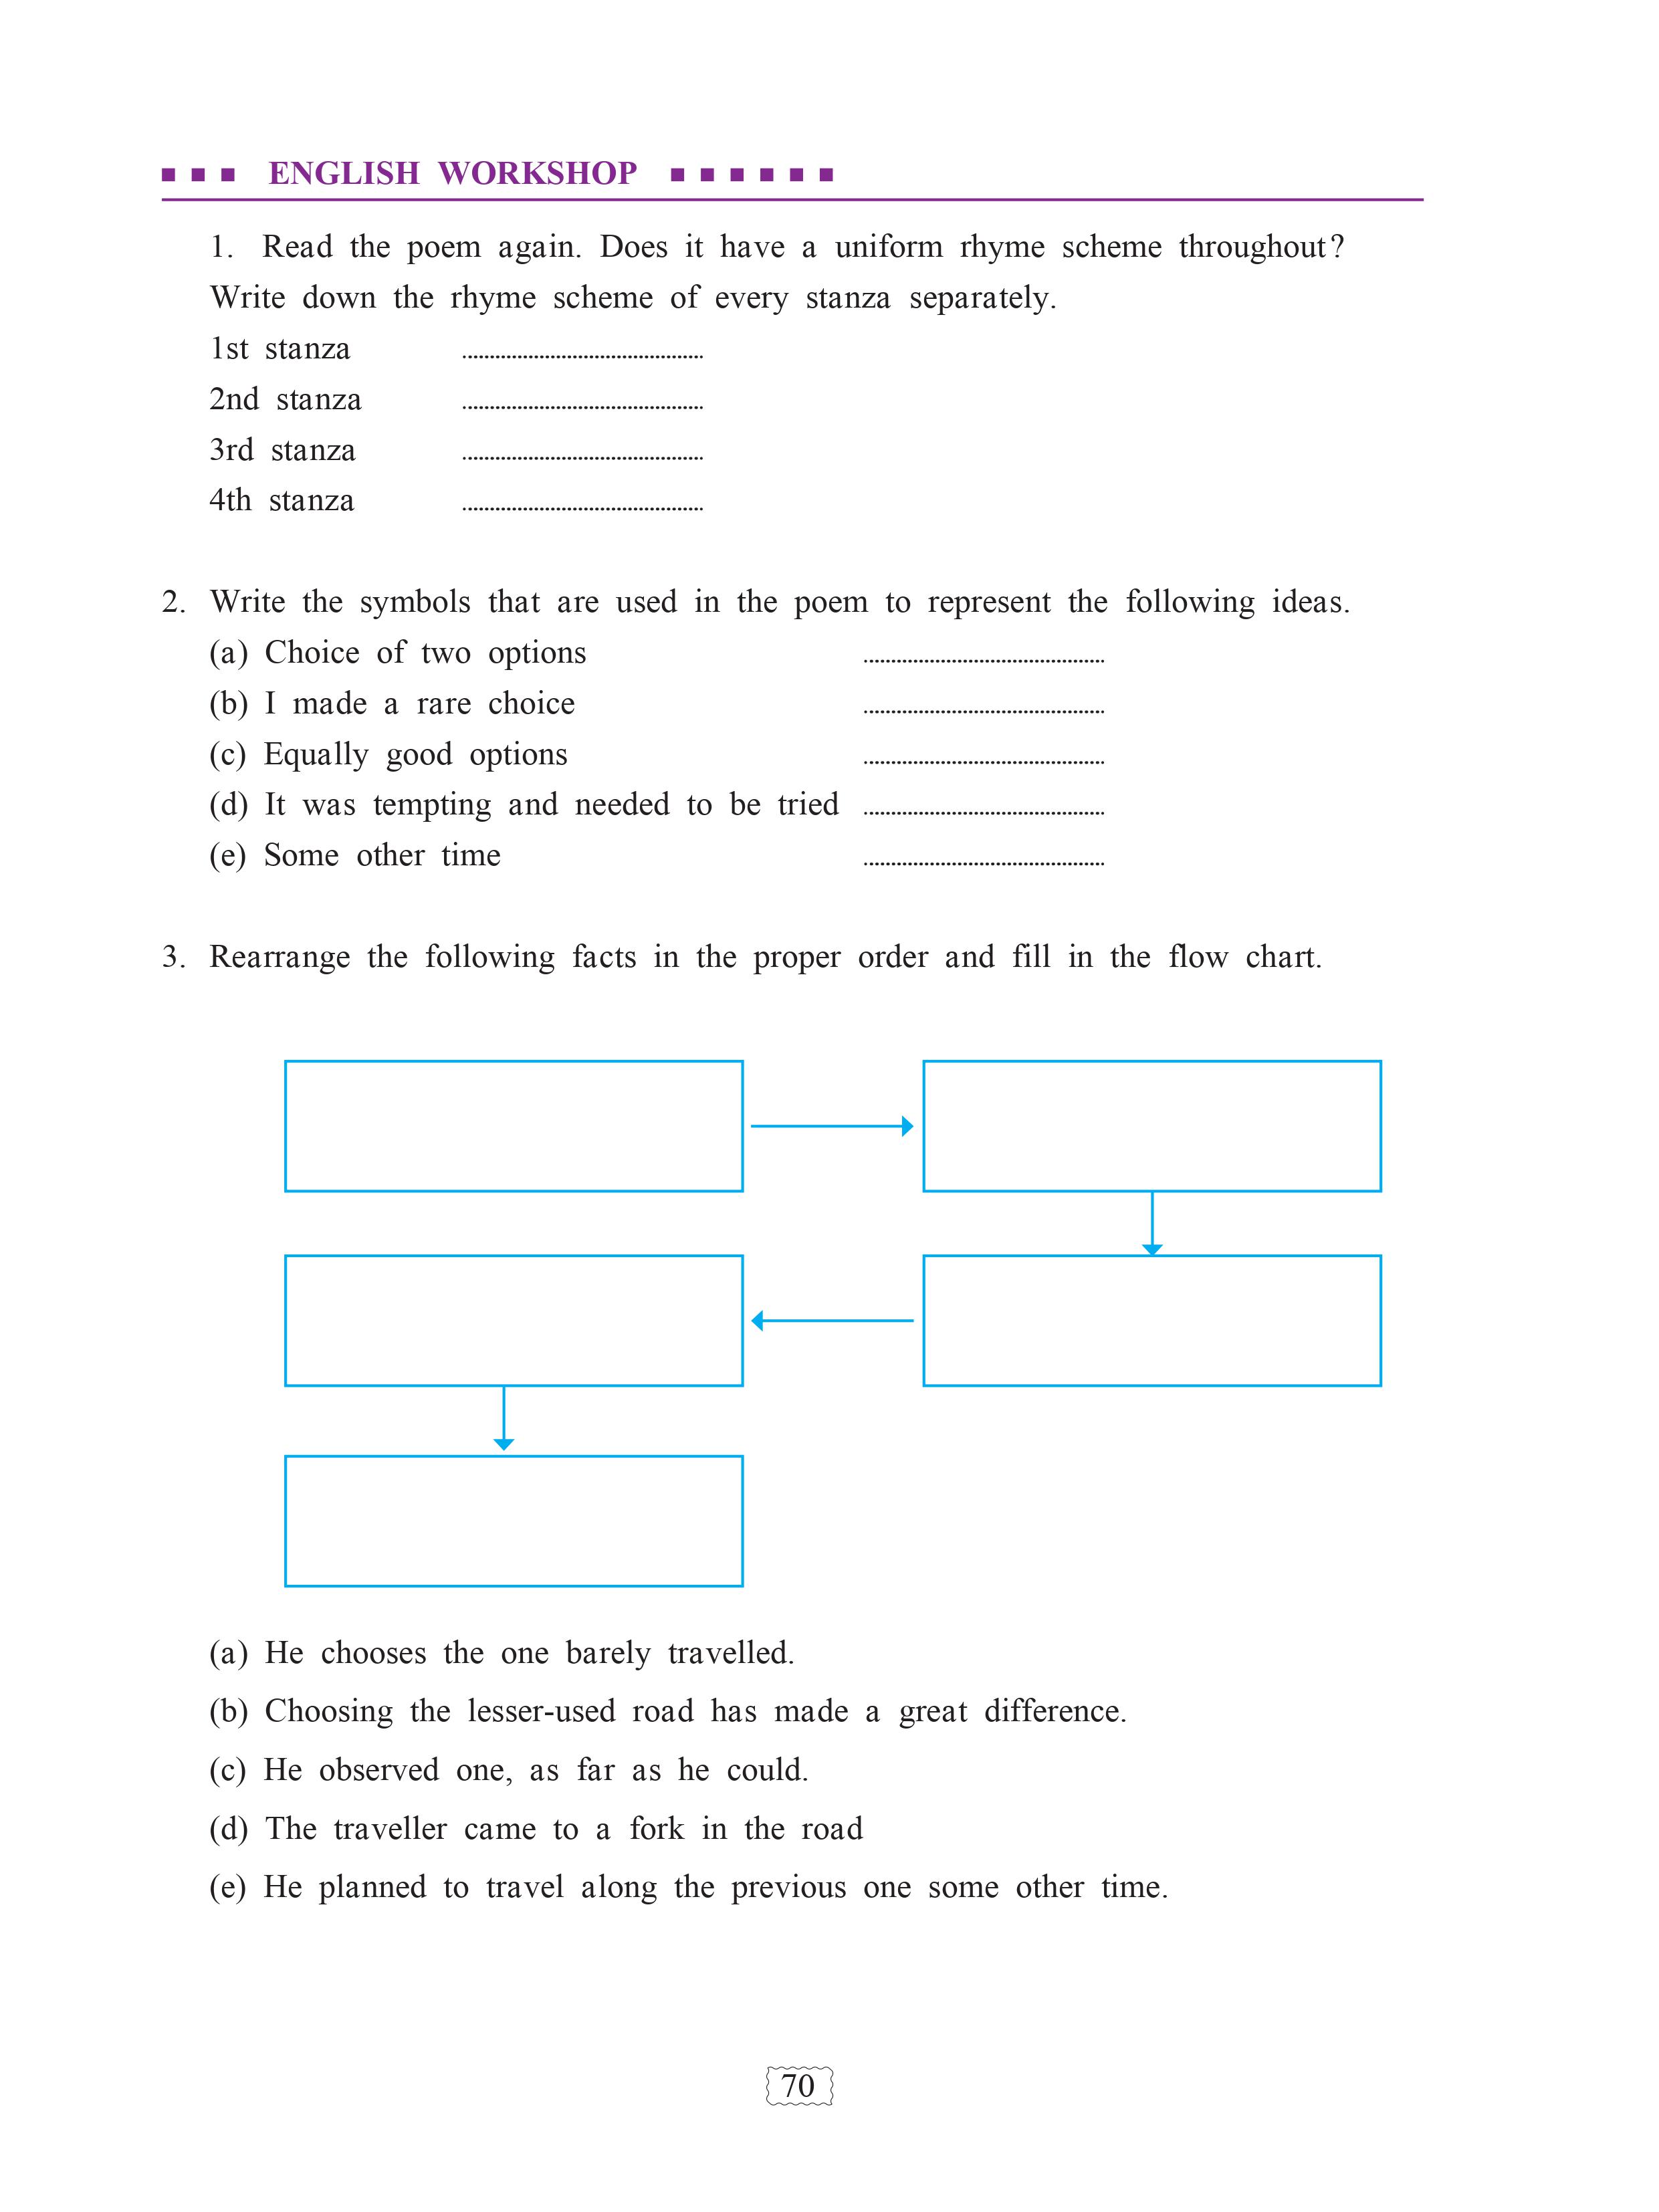 ENGLISH WORKSHOP
1. Read the poem again. Does it have a uniform rhyme scheme throughout?
Write down the rhyme scheme of every stanza separately.
1st stanza ............................................
2nd stanza ............................................
3rd stanza ............................................
4th stanza ............................................
2. Write the symbols that are used in the poem to represent the following ideas.
(a) Choice of two options ............................................
(b) I made a rare choice ............................................
(c) Equally good options ............................................
(d) It was tempting and needed to be tried ............................................
(e) Some other time ............................................
3. Rearrange the following facts in the proper order and fill in the flow chart.
(a) He chooses the one barely travelled.
(b) Choosing the lesser-used road has made a great difference.
(c) He observed one, as far as he could.
(d) The traveller came to a fork in the road
(e) He planned to travel along the previous one some other time.
70